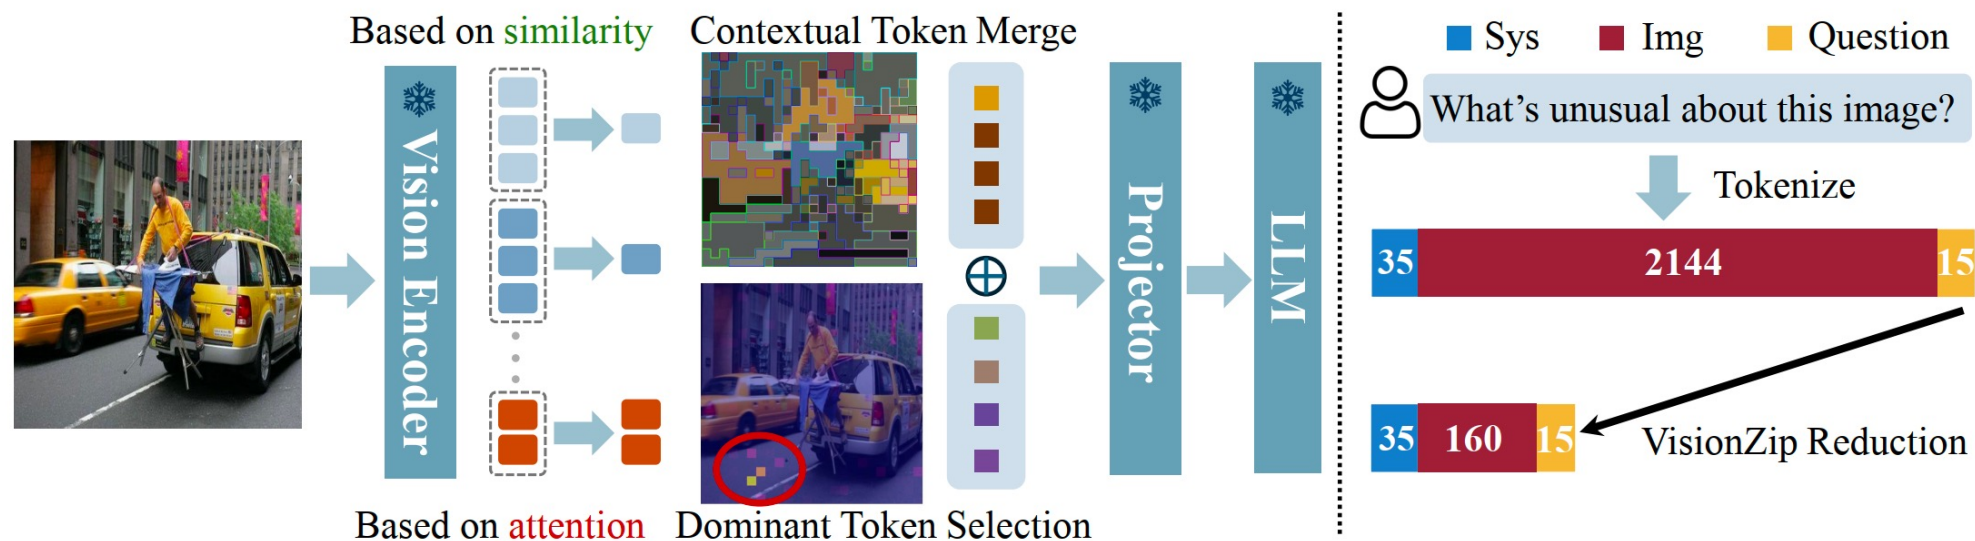 Based on similarity
Contextual Token Merge
Vision Encoder
Based on attention
Dominant Token Selection
Projector
LLM
Sys
Img
Question
What's unusual about this image?
Tokenize
35
2144
15
35
160
15
VisionZip Reduction